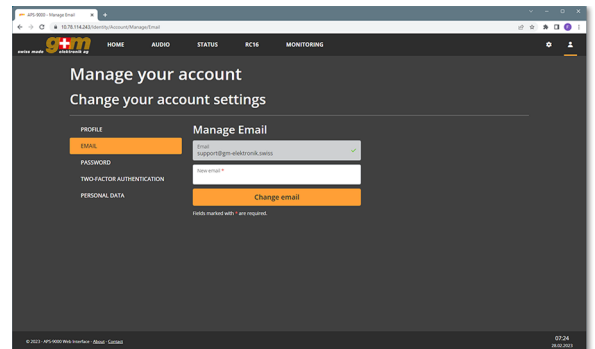 APS-9000 - Manage Email
10.78.114.243/Identity/Account/Manage/Email
swiss made g+m elektronik ag
HOME AUDIO STATUS RC16 MONITORING
Manage your account
Change your account settings
PROFILE
EMAIL
PASSWORD
TWO-FACTOR AUTHENTICATION
PERSONAL DATA
Manage Email
Email
support@gm-elektronik.swiss
New email *
Change email
Fields marked with * are required.
© 2023 - APS-9000 Web Interface - About - Contact
07:24
28.02.2023